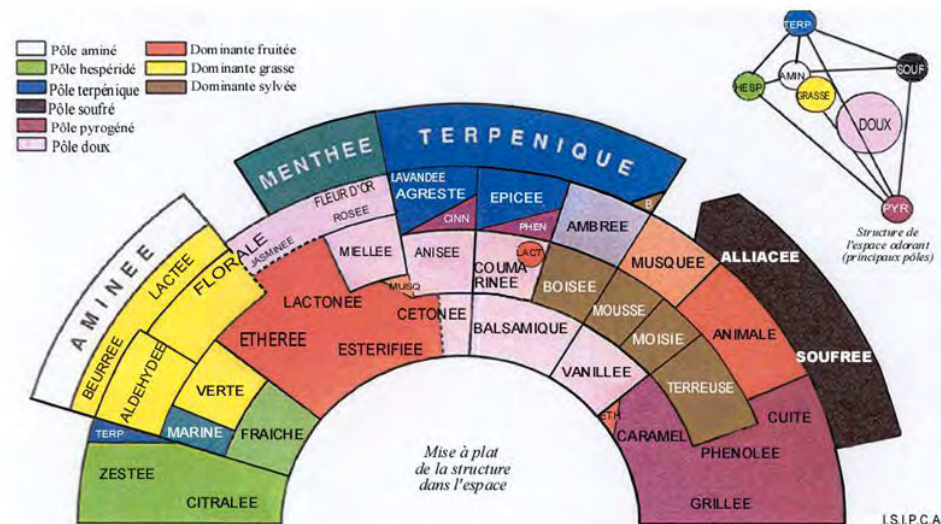 Pôle aminé
Pôle hespéridé
Pôle terpénique
Pôle soufré
Pôle pyrogéné
Pôle doux
Dominante fruitée
Dominante grasse
Dominante sylvée
TERP
SOUF
AMIN
HESP
GRASSE
DOUX
PYR
Structure de
l'espace odorant
(principaux pôles)
AMINEE
MENTHEE
TERPENIQUE
B
ALLIACEE
SOUFREE
BEURREE
LACTEE
ALDEHYDEE
FLORALE
JASMINEE
ROSEE
FLEUR D'OR
LAVANDEE
AGRESTE
CINN
EPICEE
PHEN
AMBREE
MUSQUEE
ANIMALE
CUITE
MIELLEE
ANISEE
MUSQ
COUMA
RINEE
LACT
BOISEE
MOUSSE
MOISIE
TERREUSE
LACTONEE
ETHEREE
ESTERIFIEE
CETONEE
BALSAMIQUE
VANILLEE
ETH
CARAMEL
PHENOLEE
GRILLEE
VERTE
MARINE
FRAICHE
TERP
ZESTEE
CITRALEE
Mise à plat
de la structure
dans l'espace
I.S.I.P.C.A